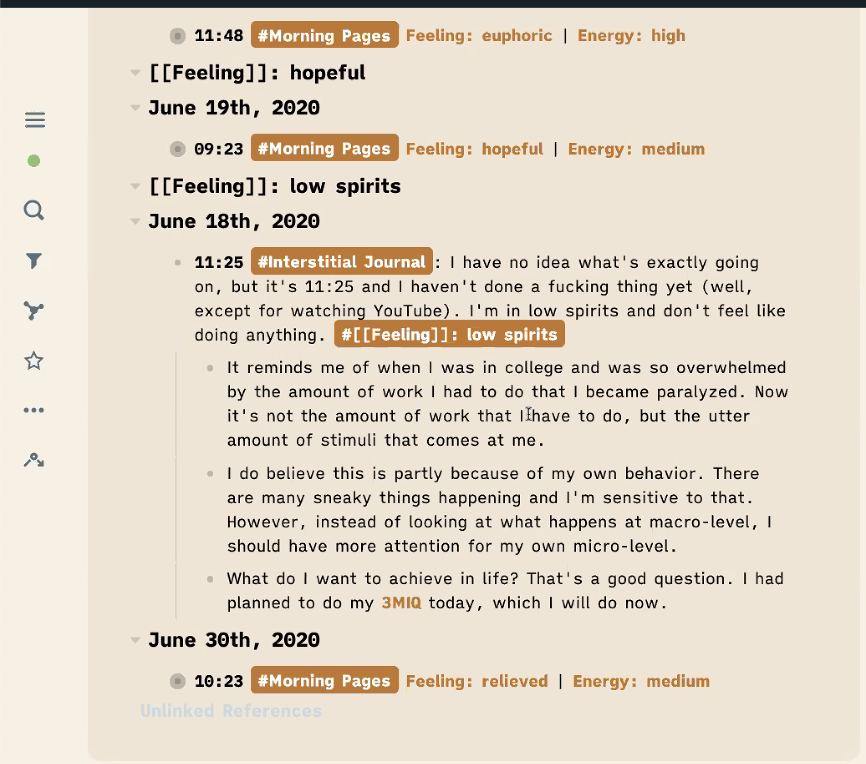 11:48 #Morning Pages Feeling: euphoric | Energy: high
[[Feeling]]: hopeful
June 19th, 2020
09:23 #Morning Pages Feeling: hopeful | Energy: medium
[[Feeling]]: low spirits
June 18th, 2020
11:25 #Interstitial Journal : I have no idea what's exactly going
on, but it's 11:25 and I haven't done a fucking thing yet (well,
except for watching YouTube). I'm in low spirits and don't feel like
doing anything. #[[Feeling]]: low spirits
It reminds me of when I was in college and was so overwhelmed
by the amount of work I had to do that I became paralyzed. Now
it's not the amount of work that I have to do, but the utter
amount of stimuli that comes at me.
I do believe this is partly because of my own behavior. There
are many sneaky things happening and I'm sensitive to that.
However, instead of looking at what happens at macro-level, I
should have more attention for my own micro-level.
What do I want to achieve in life? That's a good question. I had
planned to do my 3MIQ today, which I will do now.
June 30th, 2020
10:23 #Morning Pages Feeling: relieved | Energy: medium
Unlinked References